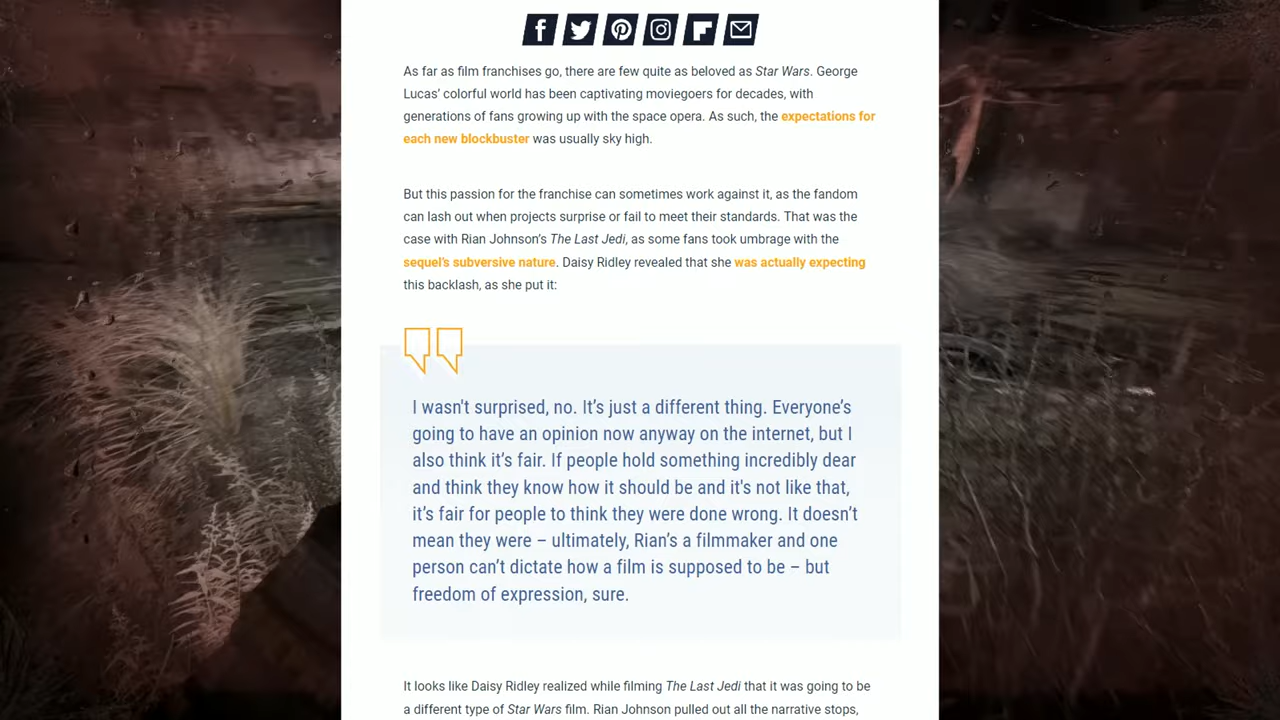 As far as film franchises go, there are few quite as beloved as Star Wars. George
Lucas’ colorful world has been captivating moviegoers for decades, with
generations of fans growing up with the space opera. As such, the expectations for
each new blockbuster was usually sky high.
But this passion for the franchise can sometimes work against it, as the fandom
can lash out when projects surprise or fail to meet their standards. That was the
case with Rian Johnson’s The Last Jedi, as some fans took umbrage with the
sequel’s subversive nature. Daisy Ridley revealed that she was actually expecting
this backlash, as she put it:
I wasn't surprised, no. It’s just a different thing. Everyone’s
going to have an opinion now anyway on the internet, but I
also think it’s fair. If people hold something incredibly dear
and think they know how it should be and it's not like that,
it’s fair for people to think they were done wrong. It doesn’t
mean they were – ultimately, Rian’s a filmmaker and one
person can’t dictate how a film is supposed to be – but
freedom of expression, sure.
It looks like Daisy Ridley realized while filming The Last Jedi that it was going to be
a different type of Star Wars film. Rian Johnson pulled out all the narrative stops,